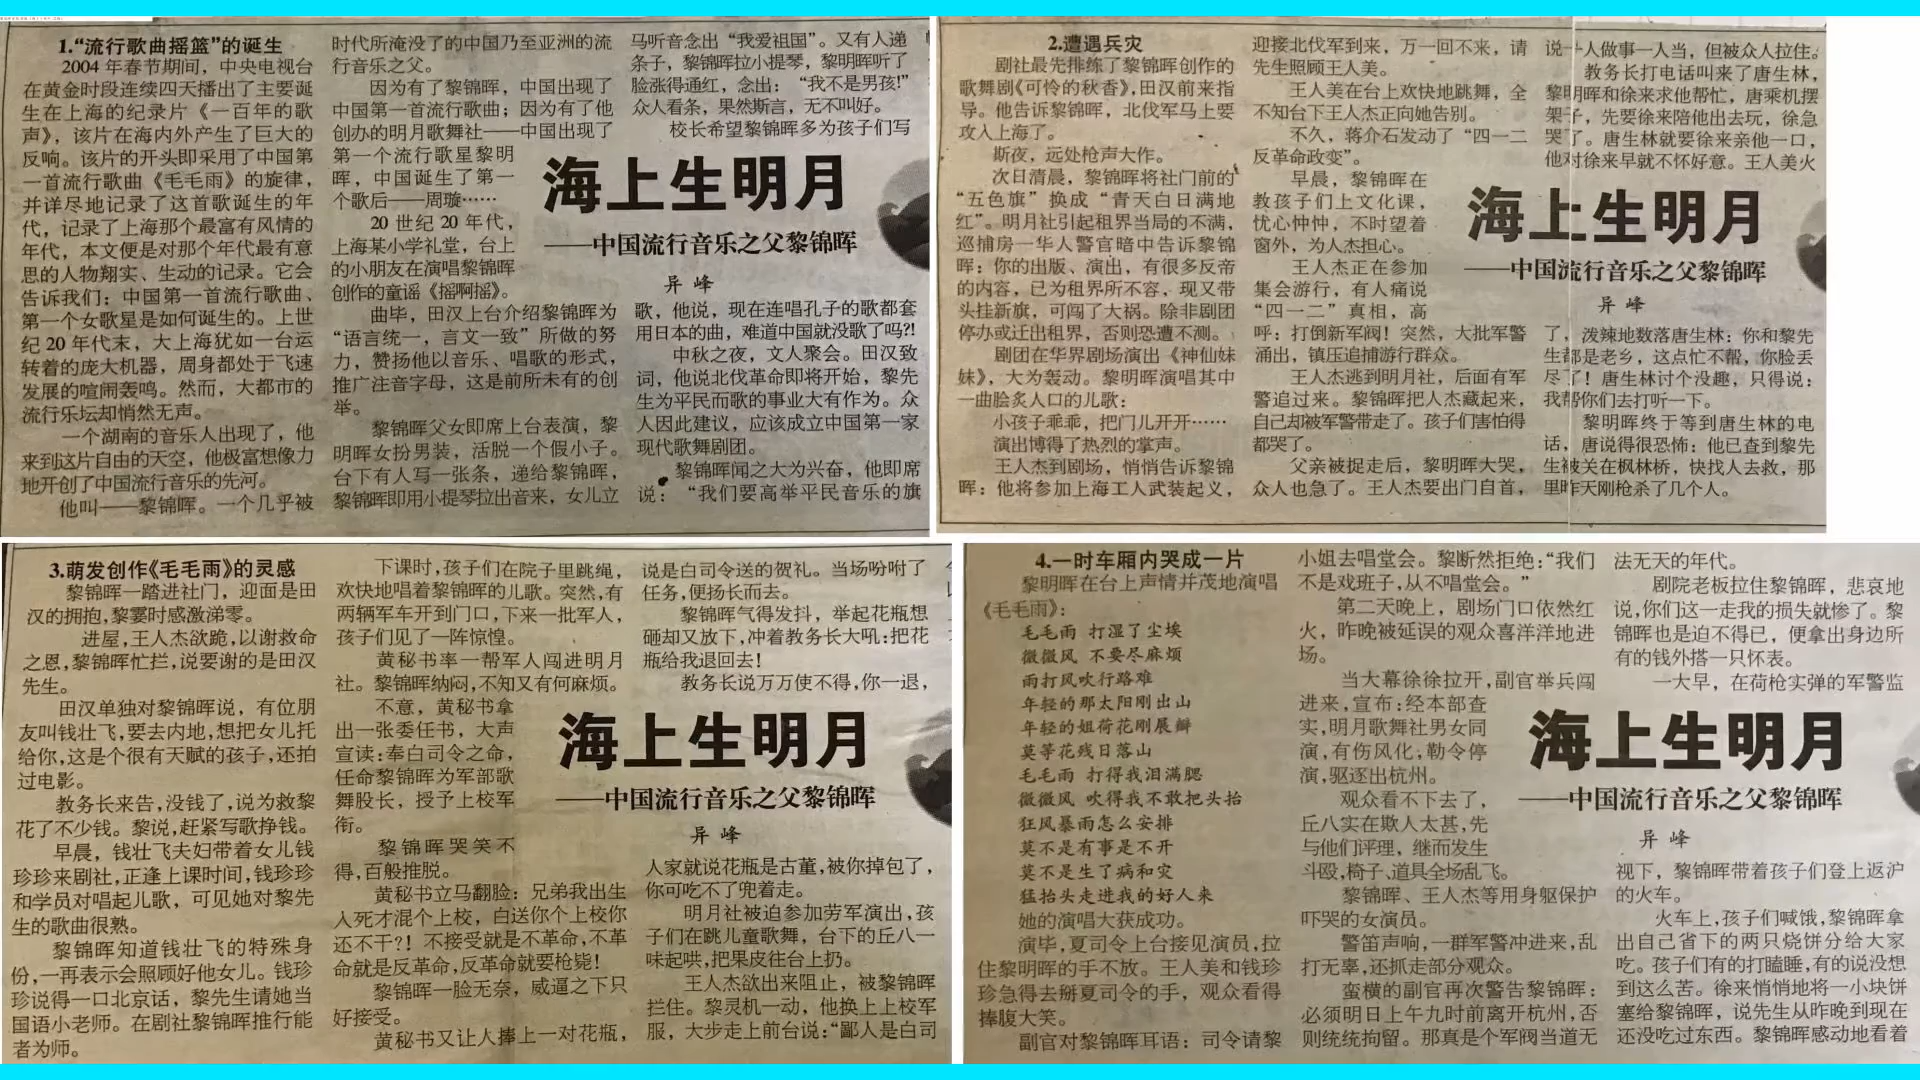 1.“流行歌曲摇篮”的诞生
2004年春节期间，中央电视台
在黄金时段连续四天播出了主要诞
生在上海的纪录片《一百年的歌
声》，该片在海内外产生了巨大的
反响。该片的开头即采用了中国第
一首流行歌曲《毛毛雨》的旋律，
并详尽地记录了这首歌诞生的年
代，记录了上海那个最富有风情的
年代，本文便是对那个年代最有意
思的人物翔实、生动的记录。它会
告诉我们：中国第一首流行歌曲、
第一个女歌星是如何诞生的。上世
纪20年代末，大上海犹如一台运
转着的庞大机器，周身都处于飞速
发展的喧闹轰鸣。然而，大都市的
流行乐坛却悄然无声。
一个湖南的音乐人出现了，他
来到这片自由的天空，他极富想像力
地开创了中国流行音乐的先河。
他叫——黎锦晖。一个几乎被
时代所淹没了的中国乃至亚洲的流
行音乐之父。
因为有了黎锦晖，中国出现了
中国第一首流行歌曲；因为有了他
创办的明月歌舞社——中国出现了
第一个流行歌星黎明
晖，中国诞生了第一
个歌后——周璇……
20世纪20年代，
上海某小学礼堂，台上
的小朋友在演唱黎锦晖
创作的童谣《摇啊摇》。
曲毕，田汉上台介绍黎锦晖为
“语言统一，言文一致”所做的努
力，赞扬他以音乐、唱歌的形式，
推广注音字母，这是前所未有的创
举。
黎锦晖父女即席上台表演，黎
明晖女扮男装，活脱一个假小子。
台下有人写一张条，递给黎锦晖，
黎锦晖即用小提琴拉出音来，女儿立
马听音念出“我爱祖国”。又有人递
条子，黎锦晖拉小提琴，黎明晖听了
脸涨得通红，念出：“我不是男孩!”
众人看条，果然斯言，无不叫好。
校长希望黎锦晖多为孩子们写
海上生明月
——中国流行音乐之父黎锦晖
异 峰
歌，他说，现在连唱孔子的歌都套
用日本的曲，难道中国就没歌了吗?!
中秋之夜，文人聚会。田汉致
词，他说北伐革命即将开始，黎先
生为平民而歌的事业大有作为。众
人因此建议，应该成立中国第一家
现代歌舞剧团。
黎锦晖闻之大为兴奋，他即席
说：“我们要高举平民音乐的旗
2.遭遇兵灾
剧社最先排练了黎锦晖创作的
歌舞剧《可怜的秋香》，田汉前来指
导。他告诉黎锦晖，北伐军马上要
攻入上海了。
斯夜，远处枪声大作。
次日清晨，黎锦晖将社门前的
“五色旗”换成“青天白日满地
红”。明月社引起租界当局的不满，
巡捕房一华人警官暗中告诉黎锦
晖：你的出版、演出，有很多反帝
的内容，已为租界所不容，现又带
头挂新旗，可闯了大祸。除非剧团
停办或迁出租界，否则恐遭不测。
剧团在华界剧场演出《神仙妹
妹》，大为轰动。黎明晖演唱其中
一曲脍炙人口的儿歌：
小孩子乖乖，把门儿开开……
演出博得了热烈的掌声。
王人杰到剧场，悄悄告诉黎锦
晖：他将参加上海工人武装起义，
迎接北伐军到来，万一回不来，请
先生照顾王人美。
王人美在台上欢快地跳舞，全
不知台下王人杰正向她告别。
不久，蒋介石发动了“四一二
反革命政变”。
早晨，黎锦晖在
教孩子们上文化课，
忧心忡忡，不时望着
窗外，为人杰担心。
王人杰正在参加
集会游行，有人痛说
“四一二”真相，高
呼：打倒新军阀！突然，大批军警
涌出，镇压追捕游行群众。
王人杰逃到明月社，后面有军
警追过来。黎锦晖把人杰藏起来，
自己却被军警带走了。孩子们害怕得
都哭了。
父亲被捉走后，黎明晖大哭，
众人也急了。王人杰要出门自首，
说一人做事一人当，但被众人拉住。
教务长打电话叫来了唐生林，
黎明晖和徐来求他帮忙，唐乘机摆
架子，先要徐来陪他出去玩，徐急
哭了。唐生林就要徐来亲他一口，
他对徐来早就不怀好意。王人美火
海上生明月
——中国流行音乐之父黎锦晖
异 峰
了，泼辣地数落唐生林：你和黎先
生都是老乡，这点忙不帮，你脸丢
尽了！唐生林讨个没趣，只得说：
我帮你们去打听一下。
黎明晖终于等到唐生林的电
话，唐说得很恐怖：他已查到黎先
生被关在枫林桥，快找人去救，那
里昨天刚枪杀了几个人。
3.萌发创作《毛毛雨》的灵感
黎锦晖一踏进社门，迎面是田
汉的拥抱，黎霎时感激涕零。
进屋，王人杰欲跪，以谢救命
之恩，黎锦晖忙拦，说要谢的是田汉
先生。
田汉单独对黎锦晖说，有位朋
友叫钱壮飞，要去内地，想把女儿托
给你，这是个很有天赋的孩子，还拍
过电影。
教务长来告，没钱了，说为救黎
花了不少钱。黎说，赶紧写歌挣钱。
早晨，钱壮飞夫妇带着女儿钱
珍珍来剧社，正逢上课时间，钱珍珍
和学员对唱起儿歌，可见她对黎先
生的歌曲很熟。
黎锦晖知道钱壮飞的特殊身
份，一再表示会照顾好他女儿。钱珍
珍说得一口北京话，黎先生请她当
国语小老师。在剧社黎锦晖推行能
者为师。
下课时，孩子们在院子里跳绳，
欢快地唱着黎锦晖的儿歌。突然，有
两辆军车开到门口，下来一批军人，
孩子们见了一阵惊惶。
黄秘书率一帮军人闯进明月
社。黎锦晖纳闷，不知又有何麻烦。
不意，黄秘书拿
出一张委任书，大声
宣读：奉白司令之命，
任命黎锦晖为军部歌
舞股长，授予上校军
衔。
黎锦晖哭笑不
得，百般推脱。
黄秘书立马翻脸：兄弟我出生
入死才混个上校，白送你个上校你
还不干?！不接受就是不革命，不革
命就是反革命，反革命就要枪毙！
黎锦晖一脸无奈，威逼之下只
好接受。
黄秘书又让人捧上一对花瓶，
说是白司令送的贺礼。当场吩咐了
任务，便扬长而去。
黎锦晖气得发抖，举起花瓶想
砸却又放下，冲着教务长大吼：把花
瓶给我退回去！
教务长说万万使不得，你一退，
海上生明月
——中国流行音乐之父黎锦晖
异 峰
人家就说花瓶是古董，被你掉包了，
你可吃不了兜着走。
明月社被迫参加劳军演出，孩
子们在跳儿童歌舞，台下的丘八一
味起哄，把果皮往台上扔。
王人杰欲出来阻止，被黎锦晖
拦住。黎灵机一动，他换上上校军
服，大步走上前台说：“鄙人是白司
4.一时车厢内哭成一片
黎明晖在台上声情并茂地演唱
《毛毛雨》：
毛毛雨 打湿了尘埃
微微风 不要尽麻烦
雨打风吹行路难
年轻的那太阳刚出山
年轻的姐荷花刚展瓣
莫等花残日落山
毛毛雨 打得我泪满腮
微微风 吹得我不敢把头抬
狂风暴雨怎么安排
莫不是有事是不开
莫不是生了病和灾
猛抬头走进我的好人来
她的演唱大获成功。
演毕，夏司令上台接见演员，拉
住黎明晖的手不放。王人美和钱珍
珍急得去掰夏司令的手，观众看得
捧腹大笑。
副官对黎锦晖耳语：司令请黎
小姐去唱堂会。黎断然拒绝：“我们
不是戏班子，从不唱堂会。”
第二天晚上，剧场门口依然红
火，昨晚被延误的观众喜洋洋地进
场。
当大幕徐徐拉开，副官举兵闯
进来，宣布：经本部查
实，明月歌舞社男女同
演，有伤风化，勒令停
演，驱逐出杭州。
观众看不下去了，
丘八实在欺人太甚，先
与他们评理，继而发生
斗殴，椅子、道具全场乱飞。
黎锦晖、王人杰等用身躯保护
吓哭的女演员。
警笛声响，一群军警冲进来，乱
打无辜，还抓走部分观众。
蛮横的副官再次警告黎锦晖：
必须明日上午九时前离开杭州，否
则统统拘留。那真是个军阀当道无
法无天的年代。
剧院老板拉住黎锦晖，悲哀地
说，你们这一走我的损失就惨了。黎
锦晖也是迫不得已，便拿出身边所
有的钱外搭一只怀表。
一大早，在荷枪实弹的军警监
海上生明月
——中国流行音乐之父黎锦晖
异 峰
视下，黎锦晖带着孩子们登上返沪
的火车。
火车上，孩子们喊饿，黎锦晖拿
出自己省下的两只烧饼分给大家
吃。孩子们有的打瞌睡，有的说没想
到这么苦。徐来悄悄地将一小块饼
塞给黎锦晖，说先生从昨晚到现在
还没吃过东西。黎锦晖感动地看着